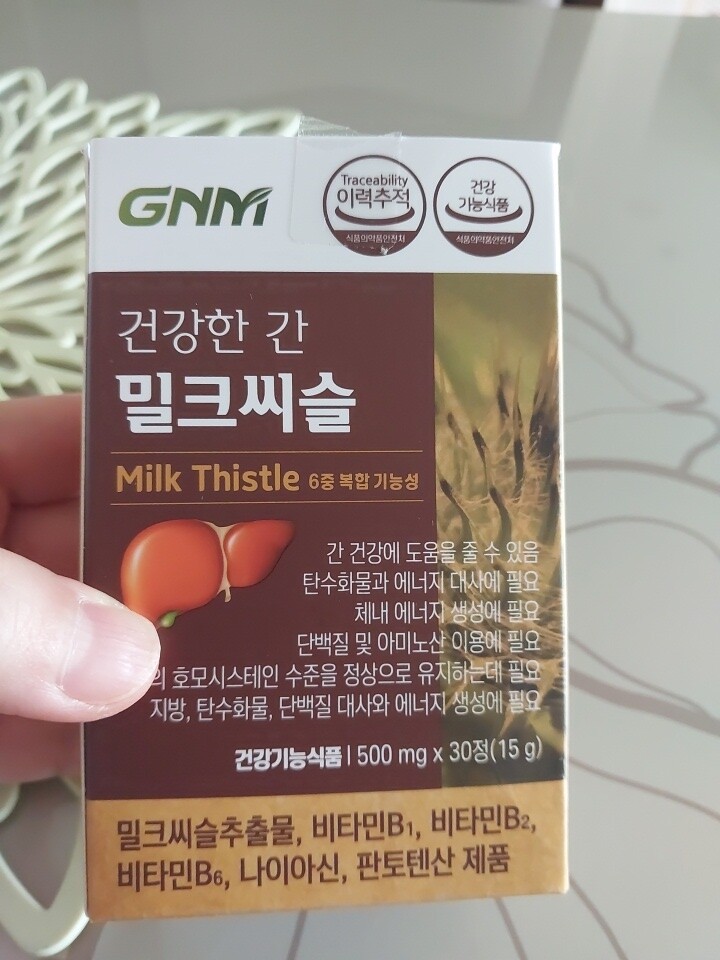 GNM
Traceability
이력추적
식품의약품안전처
건강
기능식품
식품의약품안전처
건강한 간
밀크씨슬
Milk Thistle 6중 복합 기능성
간 건강에 도움을 줄 수 있음
탄수화물과 에너지 대사에 필요
체내 에너지 생성에 필요
단백질 및 아미노산 이용에 필요
의 호모시스테인 수준을 정상으로 유지하는데 필요
지방, 탄수화물, 단백질 대사와 에너지 생성에 필요
건강기능식품 | 500 mg x 30정(15 g)
밀크씨슬추출물, 비타민B₁, 비타민B₂,
비타민B₆, 나이아신, 판토텐산 제품